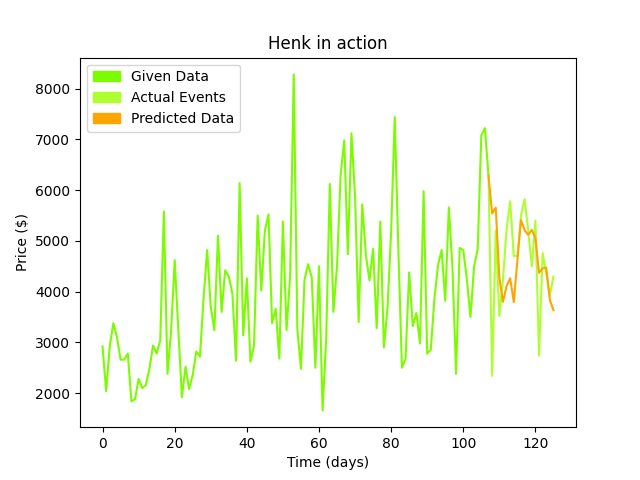 Henk in action
Given Data
Actual Events
Predicted Data
Price ($)
8000
7000
6000
5000
4000
3000
2000
0 20 40 60 80 100 120
Time (days)